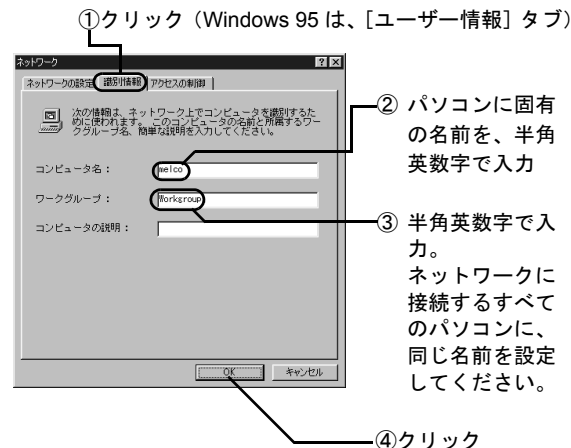 ①クリック（Windows 95 は、［ユーザー情報］タブ）
ネットワーク
ネットワークの設定 識別情報 アクセスの制御
次の情報は、ネットワーク上でコンピュータを識別するた
めに使われます。このコンピュータの名前と所属するワー
クグループ名、簡単な説明を入力してください。
コンピュータ名：
melco
ワークグループ：
Workgroup
コンピュータの説明：
OK
キャンセル
② パソコンに固有
の名前を、半角
英数字で入力
③ 半角英数字で入
力。
ネットワークに
接続するすべて
のパソコンに、
同じ名前を設定
してください。
④クリック